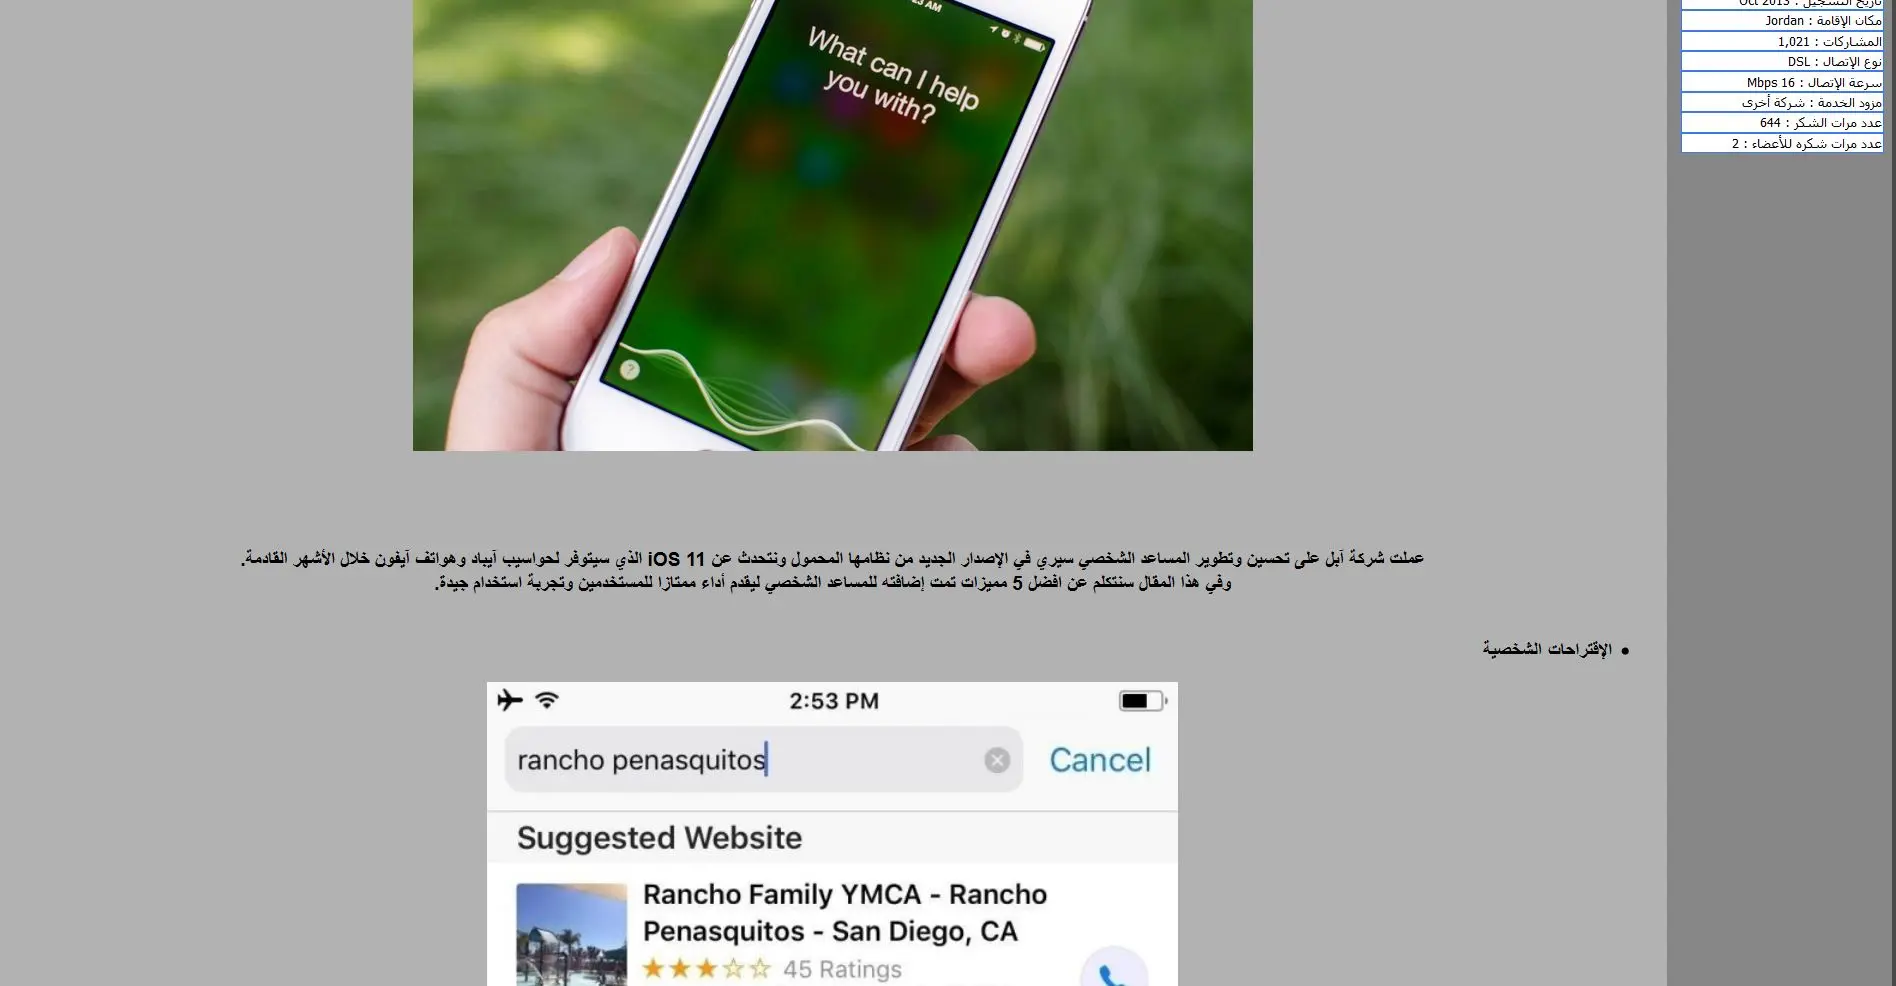 تاريخ التسجيل : Oct 2013
مكان الإقامة : Jordan
المشاركات : 1,021
نوع الإتصال : DSL
سرعة الإتصال : 16 Mbps
مزود الخدمة : شركة أخرى
عدد مرات الشكر : 644
عدد مرات شكره للأعضاء : 2
23 AM
What can I help
you with?
?
عملت شركة آبل على تحسين وتطوير المساعد الشخصي سيري في الإصدار الجديد من نظامها المحمول ونتحدث عن iOS 11 الذي سيتوفر لحواسيب آيباد وهواتف آيفون خلال الأشهر القادمة.
وفي هذا المقال سنتكلم عن افضل 5 مميزات تمت إضافته للمساعد الشخصي ليقدم أداء ممتازا للمستخدمين وتجربة استخدام جيدة.
• الإقتراحات الشخصية
2:53 PM
rancho penasquitos
Cancel
Suggested Website
Rancho Family YMCA - Rancho
Penasquitos - San Diego, CA
45 Ratings